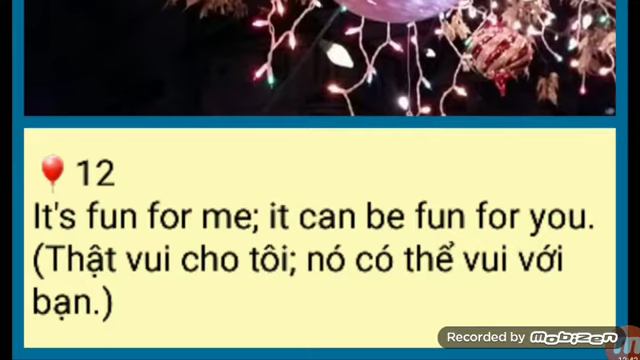 🎈12
It's fun for me; it can be fun for you.
(Thật vui cho tôi; nó có thể vui với
bạn.)
Recorded by mobizen